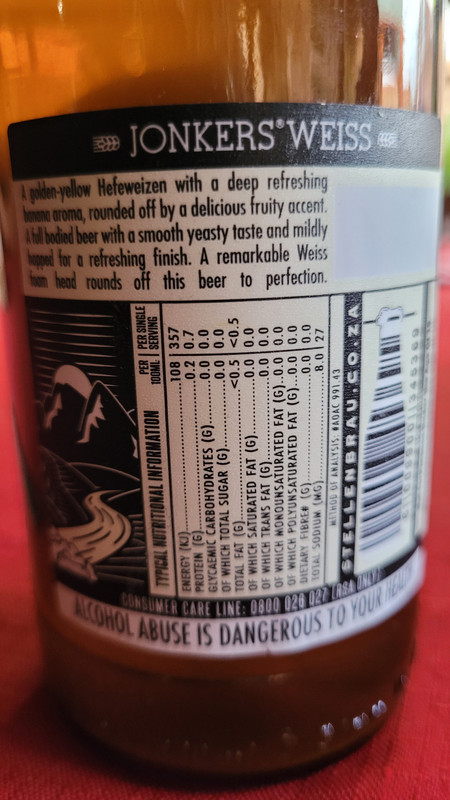 JONKERS® WEISS
A golden-yellow Hefeweizen with a deep refreshing
banana aroma, rounded off by a delicious fruity accent.
A full bodied beer with a smooth yeasty taste and mildly
hopped for a refreshing finish. A remarkable Weiss
foam head rounds off this beer to perfection.
TYPICAL NUTRITIONAL INFORMATION PER 100ML PER SINGLE SERVING
ENERGY (KJ) 108 357
PROTEIN (G) 0.2 0.7
GLYCAEMIC CARBOHYDRATES (G) 0.0 0.0
OF WHICH TOTAL SUGAR (G) 0.0 0.0
TOTAL FAT (G) <0.5 <0.5
OF WHICH SATURATED FAT (G) 0.0 0.0
OF WHICH TRANS FAT (G) 0.0 0.0
OF WHICH MONOUNSATURATED FAT (G) 0.0 0.0
OF WHICH POLYUNSATURATED FAT (G) 0.0 0.0
DIETARY FIBRE# (G) 0.0 0.0
TOTAL SODIUM (MG) 8.0 27
METHOD OF ANALYSIS: #AOAC 991.43
STELLENBRAU.CO.ZA
CONSUMER CARE LINE: 0800 026 027 (RSA ONLY)
ALCOHOL ABUSE IS DANGEROUS TO YOUR HEALTH